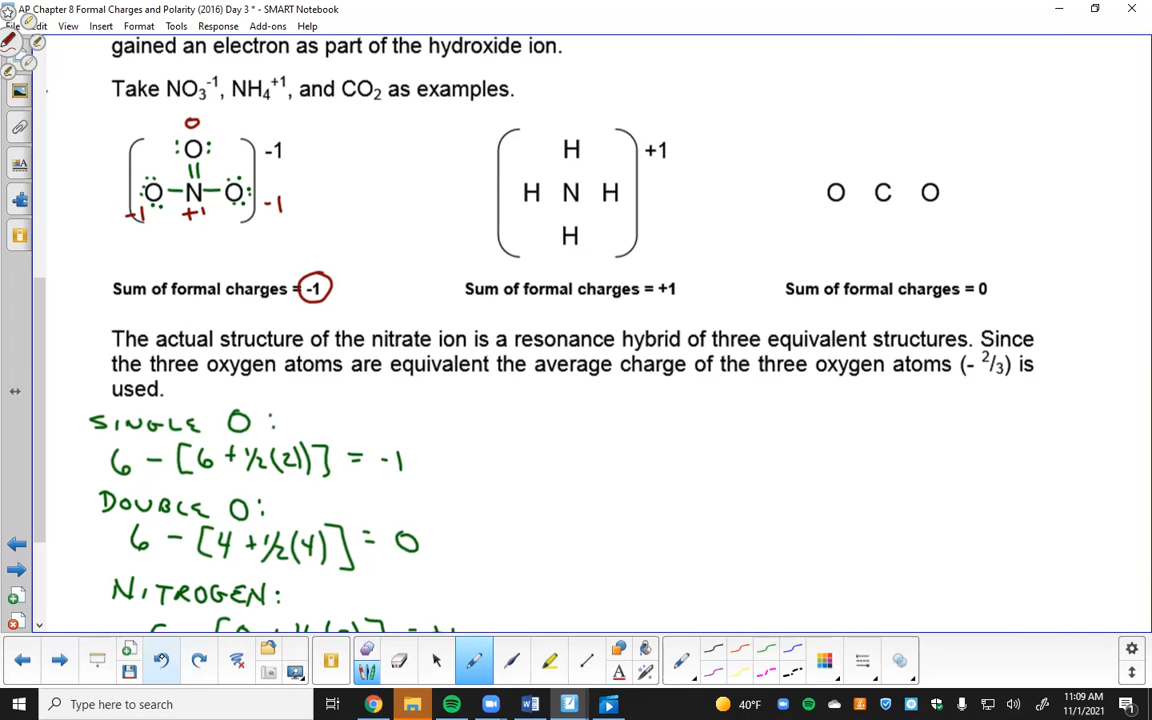 AP Chapter 8 Formal Charges and Polarity (2016) Day 3 * - SMART Notebook
File Edit View Insert Format Tools Response Add-ons Help
gained an electron as part of the hydroxide ion.
Take NO₃⁻¹, NH₄⁺¹, and CO₂ as examples.
0
:O: -1 H +1
O – N – O H N H O C O
-1 +1 -1 H
Sum of formal charges = -1 Sum of formal charges = +1 Sum of formal charges = 0
The actual structure of the nitrate ion is a resonance hybrid of three equivalent structures. Since
the three oxygen atoms are equivalent the average charge of the three oxygen atoms (- ²/₃) is
used.
SINGLE O :
6 - [6 + 1/2(2))] = -1
DOUBLE O:
6 - [4 + 1/2(4)] = 0
NITROGEN:
Type here to search
40°F
11:09 AM
11/1/2021